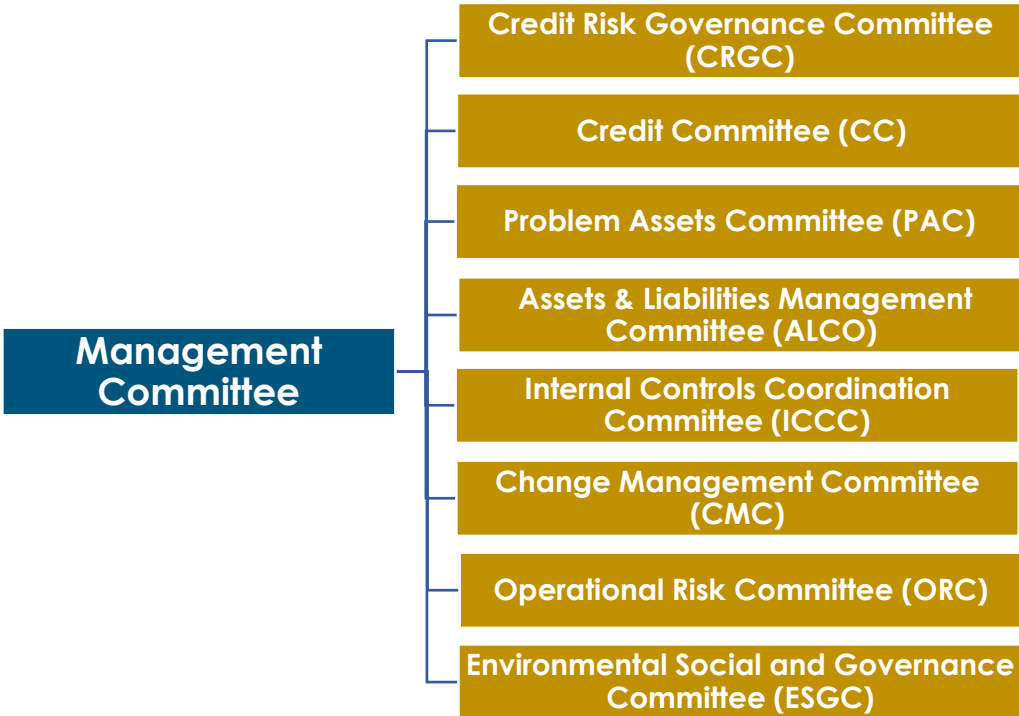 Credit Risk Governance Committee
(CRGC)
Credit Committee (CC)
Problem Assets Committee (PAC)
Assets & Liabilities Management
Committee (ALCO)
Management
Committee
Internal Controls Coordination
Committee (ICCC)
Change Management Committee
(CMC)
Operational Risk Committee (ORC)
Environmental Social and Governance
Committee (ESGC)